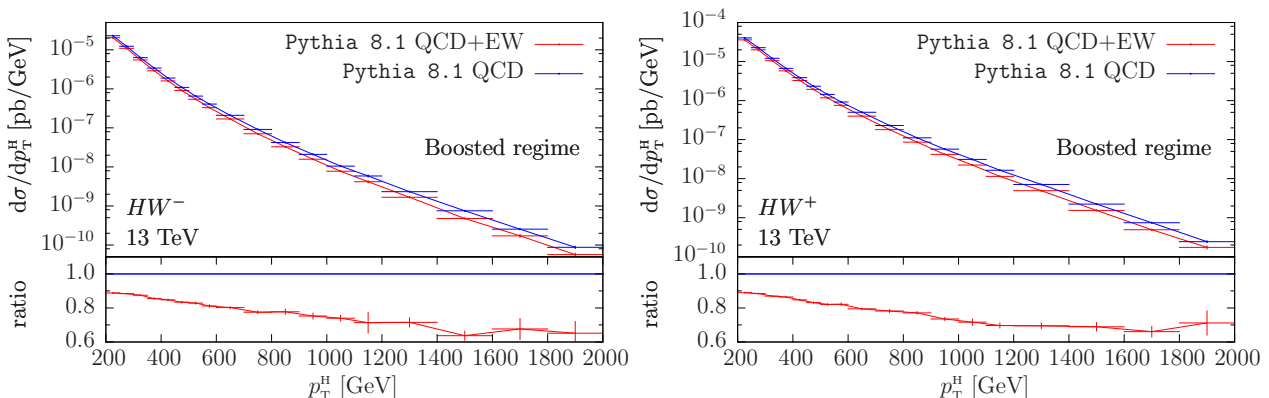 10⁻⁵
10⁻⁶
10⁻⁷
10⁻⁸
10⁻⁹
10⁻¹⁰
dσ/dp_T^H [pb/GeV]
Pythia 8.1 QCD+EW
Pythia 8.1 QCD
Boosted regime
HW⁻
13 TeV
1.0
0.8
0.6
ratio
200 400 600 800 1000 1200 1400 1600 1800 2000
p_T^H [GeV]
10⁻⁴
10⁻⁵
10⁻⁶
10⁻⁷
10⁻⁸
10⁻⁹
10⁻¹⁰
dσ/dp_T^H [pb/GeV]
Pythia 8.1 QCD+EW
Pythia 8.1 QCD
Boosted regime
HW⁺
13 TeV
1.0
0.8
0.6
ratio
200 400 600 800 1000 1200 1400 1600 1800 2000
p_T^H [GeV]